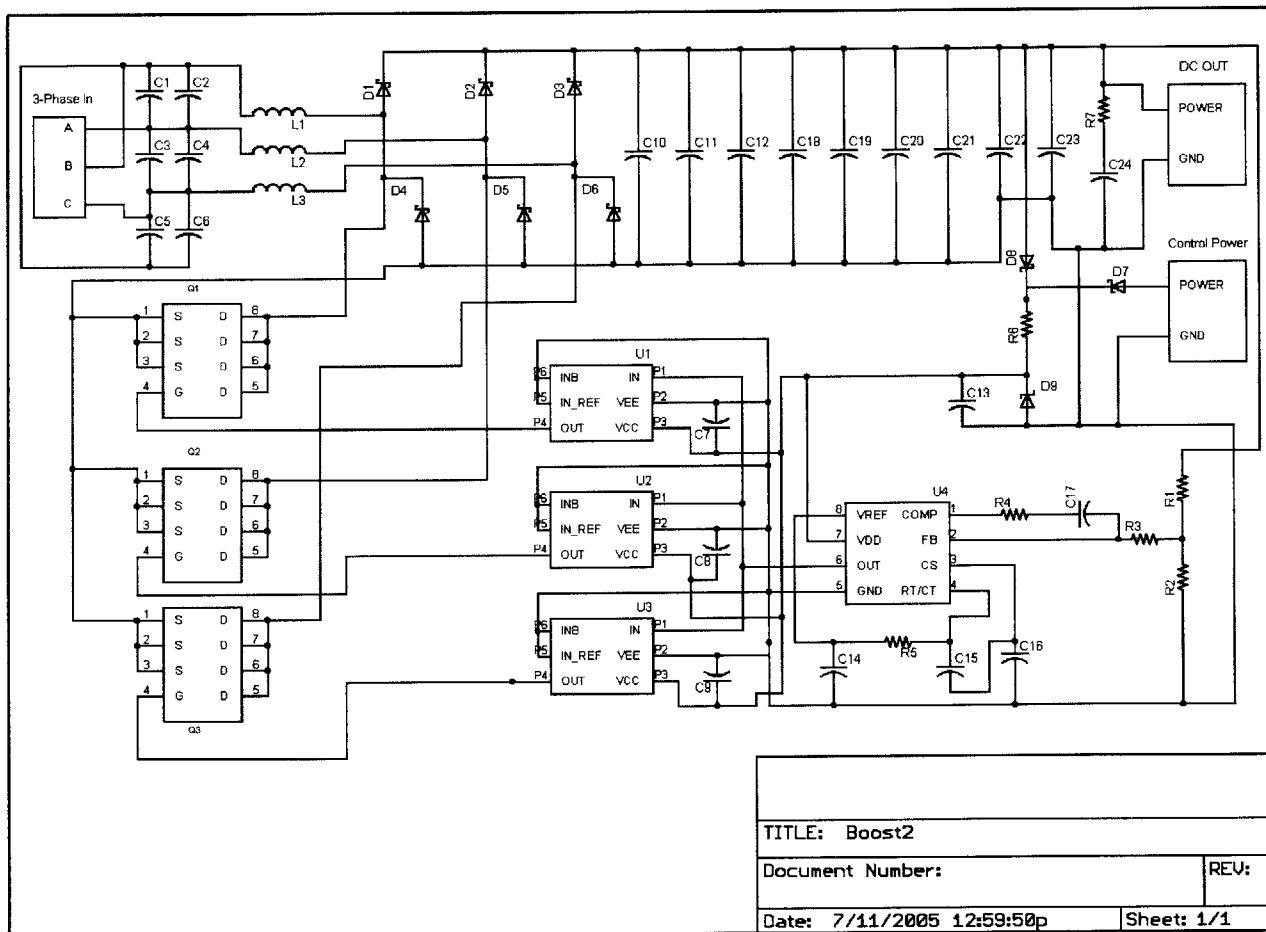 3-Phase In
A
B
C
C1
C2
C3
C4
C5
C6
L1
L2
L3
D1
D2
D3
D4
D5
D6
C10
C11
C12
C18
C19
C20
C21
C22
C23
R7
C24
DC OUT
POWER
GND
Control Power
POWER
GND
D8
D7
R6
D9
C13
Q1
1 S D 8
2 S D 7
3 S D 6
4 G D 5
Q2
1 S D 8
2 S D 7
3 S D 6
4 G D 5
1 S D 8
2 S D 7
3 S D 6
4 G D 5
Q3
U1
P6 INB IN P1
P5 IN_REF VEE P2
P4 OUT VCC P3
C7
U2
P6 INB IN P1
P5 IN_REF VEE P2
P4 OUT VCC P3
C8
U3
P6 INB IN P1
P5 IN_REF VEE P2
P4 OUT VCC P3
C9
U4
8 VREF COMP 1
7 VDD FB 2
6 OUT CS 3
5 GND RT/CT 4
R4
C17
R3
R1
R2
C14
R5
C15
C16
TITLE: Boost2
Document Number:
REV:
Date: 7/11/2005 12:59:50p
Sheet: 1/1